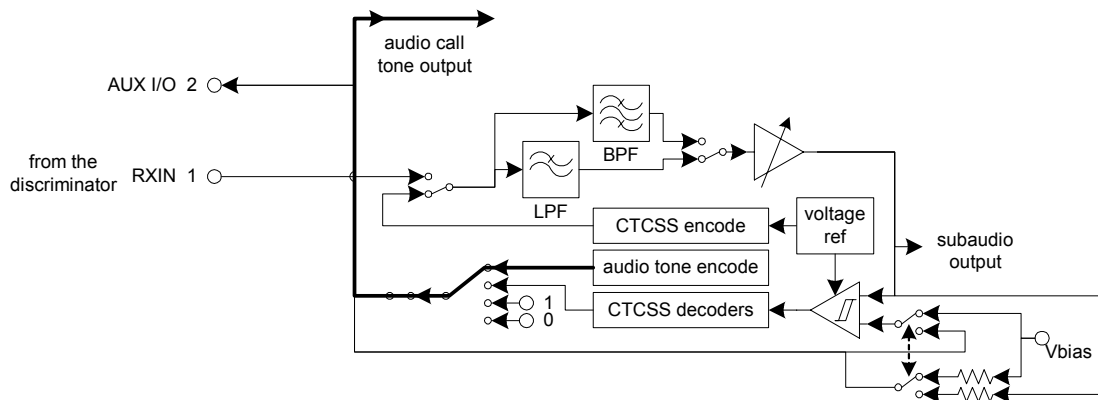 audio call
tone output
AUX I/O 2
from the
discriminator
RXIN 1
BPF
LPF
CTCSS encode
voltage
ref
subaudio
output
audio tone encode
CTCSS decoders
1
0
Vbias